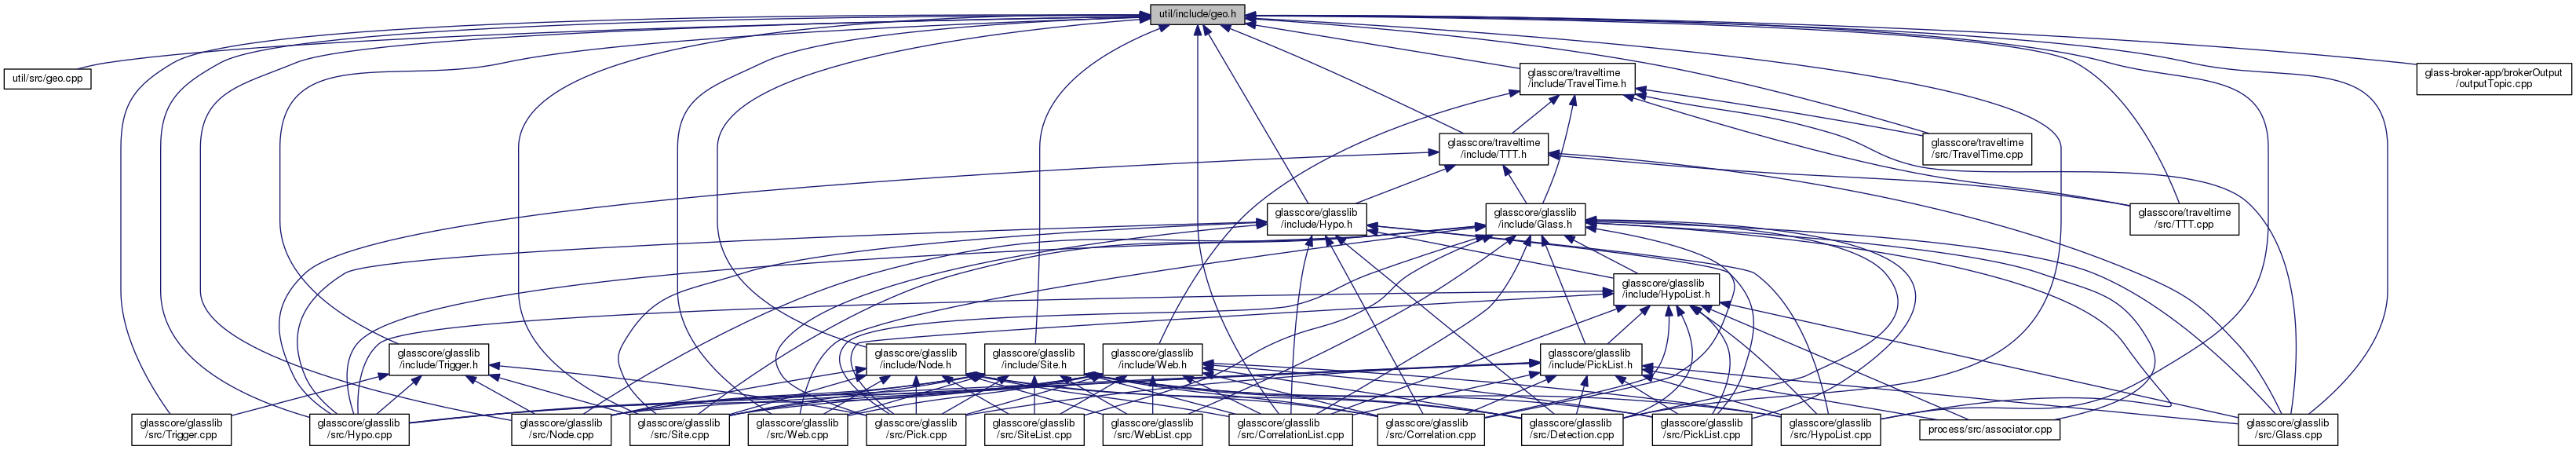 util/include/geo.h
util/src/geo.cpp
glasscore/traveltime
/include/TravelTime.h
glass-broker-app/brokerOutput
/outputTopic.cpp
glasscore/traveltime
/include/TTT.h
glasscore/traveltime
/src/TravelTime.cpp
glasscore/glasslib
/include/Hypo.h
glasscore/glasslib
/include/Glass.h
glasscore/traveltime
/src/TTT.cpp
glasscore/glasslib
/include/HypoList.h
glasscore/glasslib
/include/Trigger.h
glasscore/glasslib
/include/Node.h
glasscore/glasslib
/include/Site.h
glasscore/glasslib
/include/Web.h
glasscore/glasslib
/include/PickList.h
glasscore/glasslib
/src/Trigger.cpp
glasscore/glasslib
/src/Hypo.cpp
glasscore/glasslib
/src/Node.cpp
glasscore/glasslib
/src/Site.cpp
glasscore/glasslib
/src/Web.cpp
glasscore/glasslib
/src/Pick.cpp
glasscore/glasslib
/src/SiteList.cpp
glasscore/glasslib
/src/WebList.cpp
glasscore/glasslib
/src/CorrelationList.cpp
glasscore/glasslib
/src/Correlation.cpp
glasscore/glasslib
/src/Detection.cpp
glasscore/glasslib
/src/PickList.cpp
glasscore/glasslib
/src/HypoList.cpp
process/src/associator.cpp
glasscore/glasslib
/src/Glass.cpp